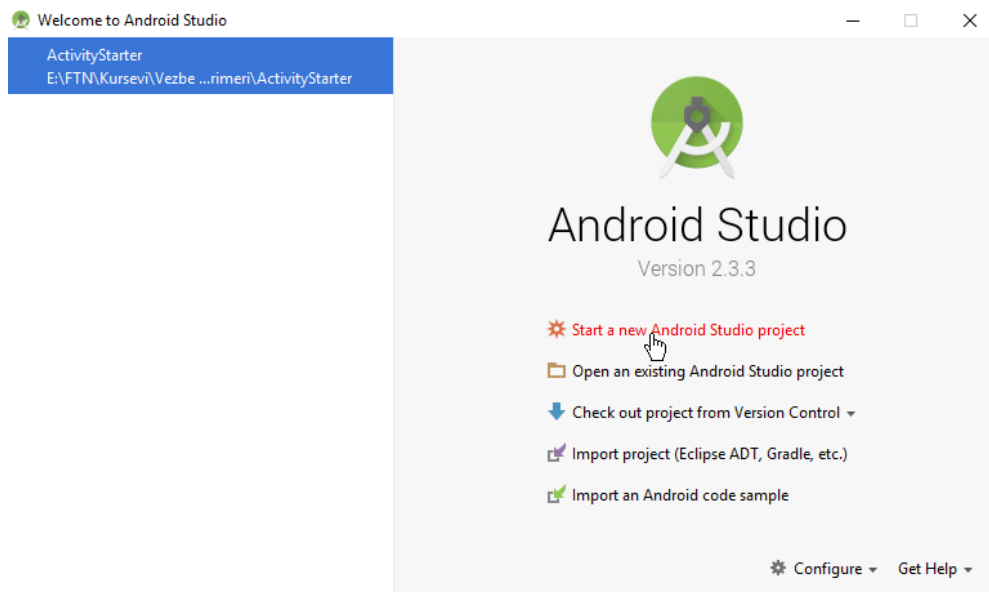 Welcome to Android Studio
ActivityStarter
E:\FTN\Kursevi\Vezbe ...rimeri\ActivityStarter
Android Studio
Version 2.3.3
Start a new Android Studio project
Open an existing Android Studio project
Check out project from Version Control
Import project (Eclipse ADT, Gradle, etc.)
Import an Android code sample
Configure Get Help